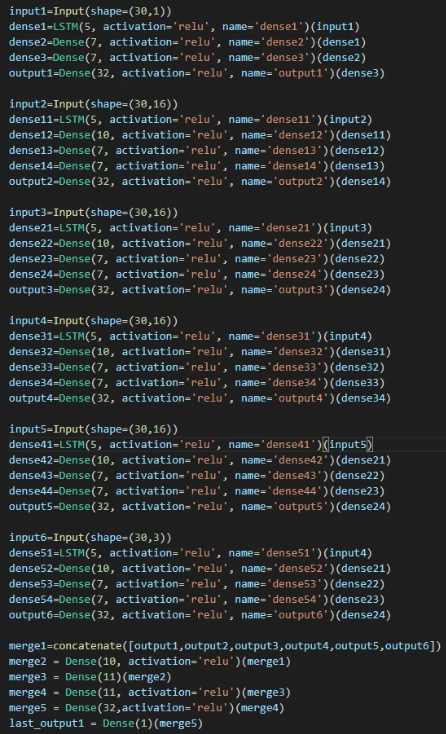 input1=Input(shape=(30,1))
dense1=LSTM(5, activation='relu', name='dense1')(input1)
dense2=Dense(7, activation='relu', name='dense2')(dense1)
dense3=Dense(7, activation='relu', name='dense3')(dense2)
output1=Dense(32, activation='relu', name='output1')(dense3)
input2=Input(shape=(30,16))
dense11=LSTM(5, activation='relu', name='dense11')(input2)
dense12=Dense(10, activation='relu', name='dense12')(dense11)
dense13=Dense(7, activation='relu', name='dense13')(dense12)
dense14=Dense(7, activation='relu', name='dense14')(dense13)
output2=Dense(32, activation='relu', name='output2')(dense14)
input3=Input(shape=(30,16))
dense21=LSTM(5, activation='relu', name='dense21')(input3)
dense22=Dense(10, activation='relu', name='dense22')(dense21)
dense23=Dense(7, activation='relu', name='dense23')(dense22)
dense24=Dense(7, activation='relu', name='dense24')(dense23)
output3=Dense(32, activation='relu', name='output3')(dense24)
input4=Input(shape=(30,16))
dense31=LSTM(5, activation='relu', name='dense31')(input4)
dense32=Dense(10, activation='relu', name='dense32')(dense31)
dense33=Dense(7, activation='relu', name='dense33')(dense32)
dense34=Dense(7, activation='relu', name='dense34')(dense33)
output4=Dense(32, activation='relu', name='output4')(dense34)
input5=Input(shape=(30,16))
dense41=LSTM(5, activation='relu', name='dense41')(input5)
dense42=Dense(10, activation='relu', name='dense42')(dense21)
dense43=Dense(7, activation='relu', name='dense43')(dense22)
dense44=Dense(7, activation='relu', name='dense44')(dense23)
output5=Dense(32, activation='relu', name='output5')(dense24)
input6=Input(shape=(30,3))
dense51=LSTM(5, activation='relu', name='dense51')(input4)
dense52=Dense(10, activation='relu', name='dense52')(dense21)
dense53=Dense(7, activation='relu', name='dense53')(dense22)
dense54=Dense(7, activation='relu', name='dense54')(dense23)
output6=Dense(32, activation='relu', name='output6')(dense24)
merge1=concatenate([output1,output2,output3,output4,output5,output6])
merge2 = Dense(10, activation='relu')(merge1)
merge3 = Dense(11)(merge2)
merge4 = Dense(11, activation='relu')(merge3)
merge5 = Dense(32,activation='relu')(merge4)
last_output1 = Dense(1)(merge5)